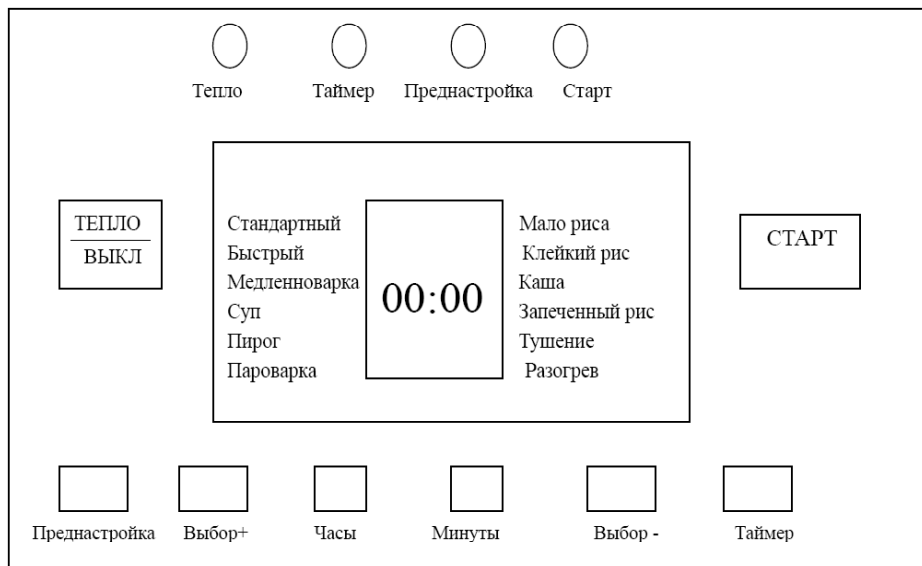 Тепло Таймер Преднастройка Старт
ТЕПЛО
ВЫКЛ
Стандартный
Быстрый
Медленноварка
Суп
Пирог
Пароварка
00:00
Мало риса
Клейкий рис
Каша
Запеченный рис
Тушение
Разогрев
СТАРТ
Преднастройка Выбор+ Часы Минуты Выбор - Таймер